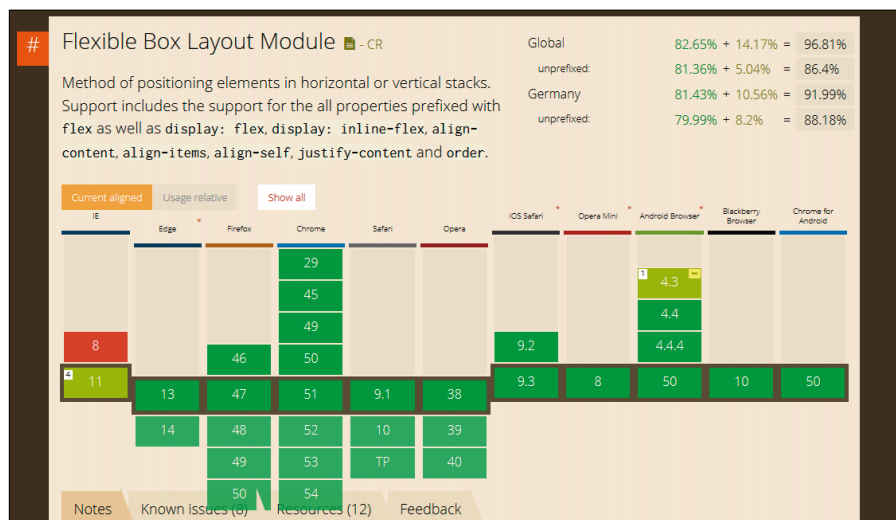 #
Flexible Box Layout Module - CR
Method of positioning elements in horizontal or vertical stacks.
Support includes the support for the all properties prefixed with
flex as well as display: flex, display: inline-flex, align-
content, align-items, align-self, justify-content and order.
Global 82.65% + 14.17% = 96.81%
unprefixed: 81.36% + 5.04% = 86.4%
Germany 81.43% + 10.56% = 91.99%
unprefixed: 79.99% + 8.2% = 88.18%
Current aligned Usage relative Show all
IE Edge * Firefox Chrome Safari Opera iOS Safari * Opera Mini * Android Browser * Blackberry Browser Chrome for Android
29
45 1 4.3 -
49 4.4
8 46 50 9.2 4.4.4
4 11 13 47 51 9.1 38 9.3 8 50 10 50
14 48 52 10 39
49 53 TP 40
50 54
Notes Known issues (8) Resources (12) Feedback